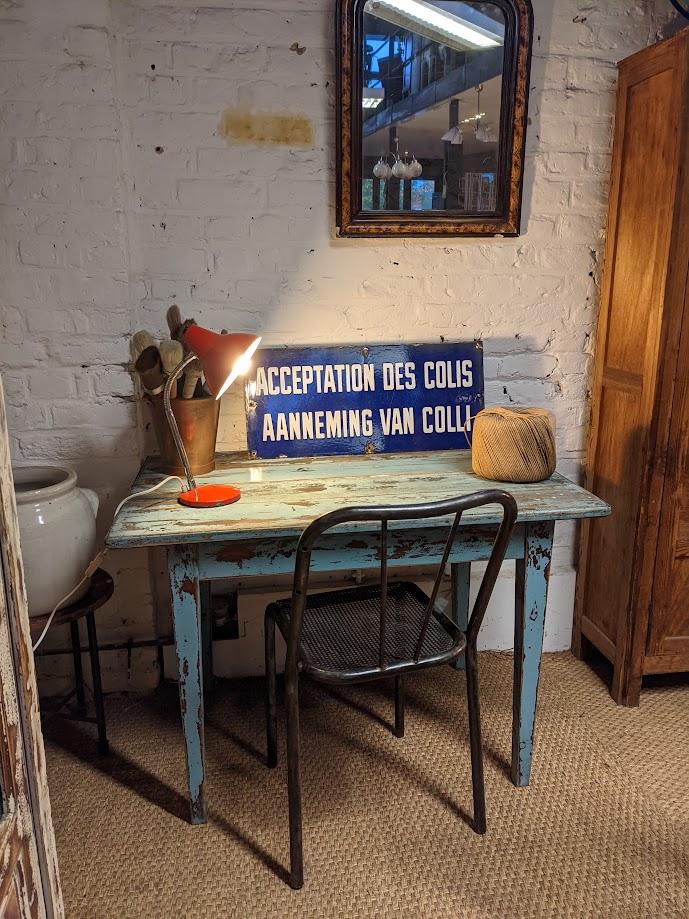 ACCEPTATION DES COLIS
AANNEMING VAN COLLI